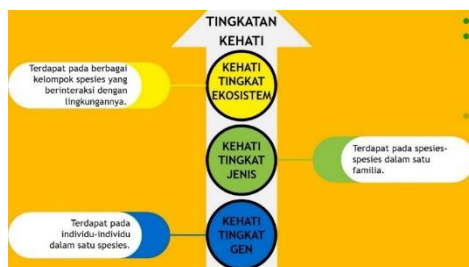 TINGKATAN
KEHATI
Terdapat pada berbagai
kelompok spesies yang
berinteraksi dengan
lingkungannya.
KEHATI
TINGKAT
EKOSISTEM
KEHATI
TINGKAT
JENIS
Terdapat pada spesies-
spesies dalam satu
familia.
Terdapat pada
individu-individu
dalam satu spesies.
KEHATI
TINGKAT
GEN